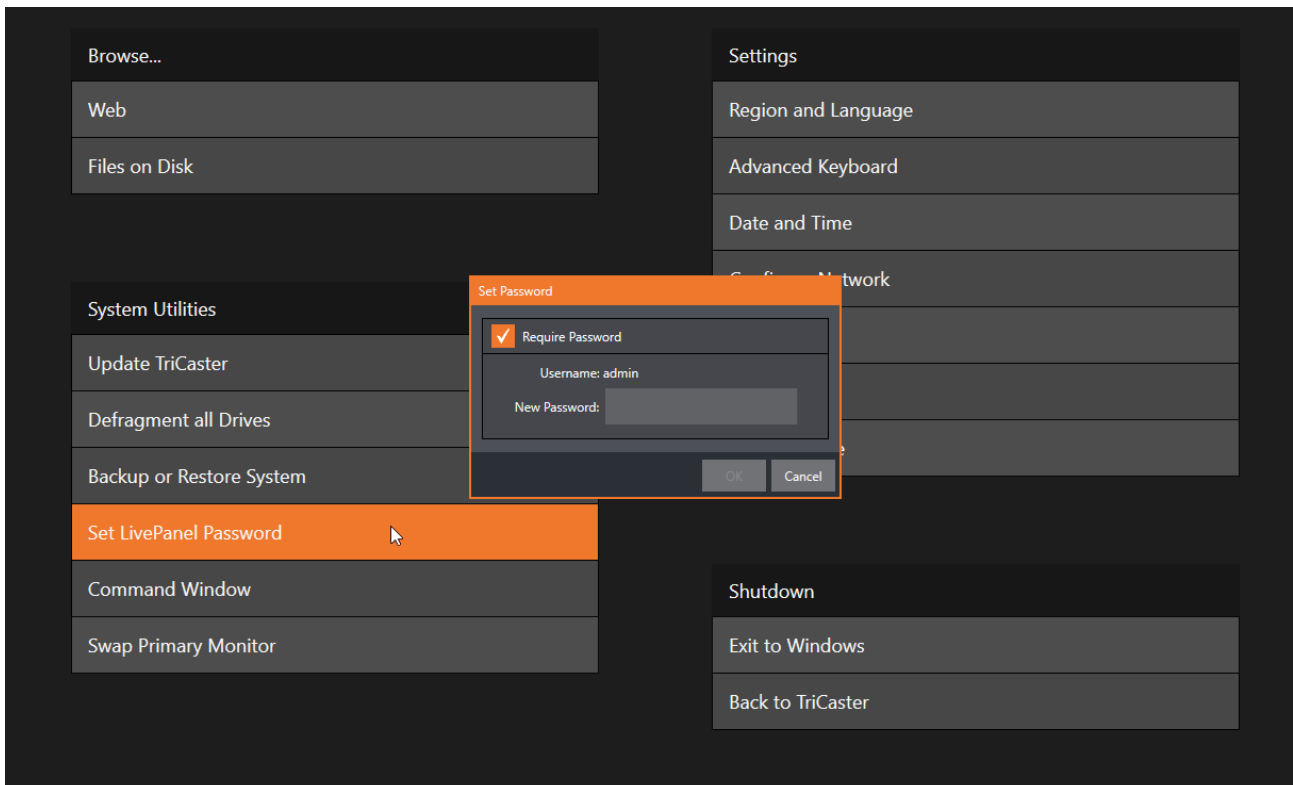 Browse...
Web
Files on Disk
System Utilities
Update TriCaster
Defragment all Drives
Backup or Restore System
Set LivePanel Password
Command Window
Swap Primary Monitor
Set Password
Require Password
Username: admin
New Password:
OK
Cancel
Settings
Region and Language
Advanced Keyboard
Date and Time
Network
Shutdown
Exit to Windows
Back to TriCaster